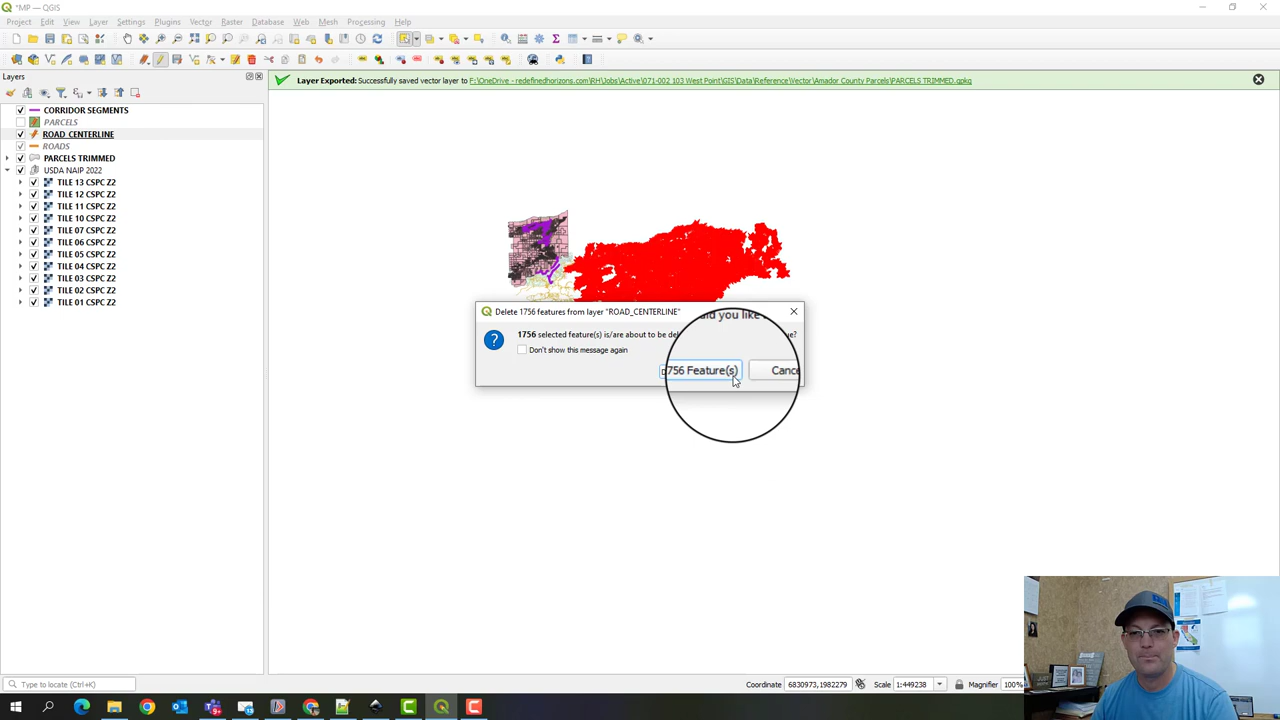 *MP — QGIS
Project Edit View Layer Settings Plugins Vector Raster Database Web Mesh Processing Help
Layers
Layer Exported: Successfully saved vector layer to F:\OneDrive - redefinedhorizons.com\RH\Jobs\Active\071-002 103 West Point\GIS\Data\Reference\Vector\Amador County Parcels\PARCELS TRIMMED.gpkg
CORRIDOR SEGMENTS
PARCELS
ROAD_CENTERLINE
ROADS
PARCELS TRIMMED
USDA NAIP 2022
TILE 13 CSPC Z2
TILE 12 CSPC Z2
TILE 11 CSPC Z2
TILE 10 CSPC Z2
TILE 07 CSPC Z2
TILE 06 CSPC Z2
TILE 05 CSPC Z2
TILE 04 CSPC Z2
TILE 03 CSPC Z2
TILE 02 CSPC Z2
TILE 01 CSPC Z2
Delete 1756 features from layer "ROAD_CENTERLINE"
uld you like
1756 selected feature(s) is/are about to be del ue?
Don't show this message again
D 756 Feature(s) Cance
Type to locate (Ctrl+K)
Coordinate 6830973,1982279 Scale 1:449238 Magnifier 100%